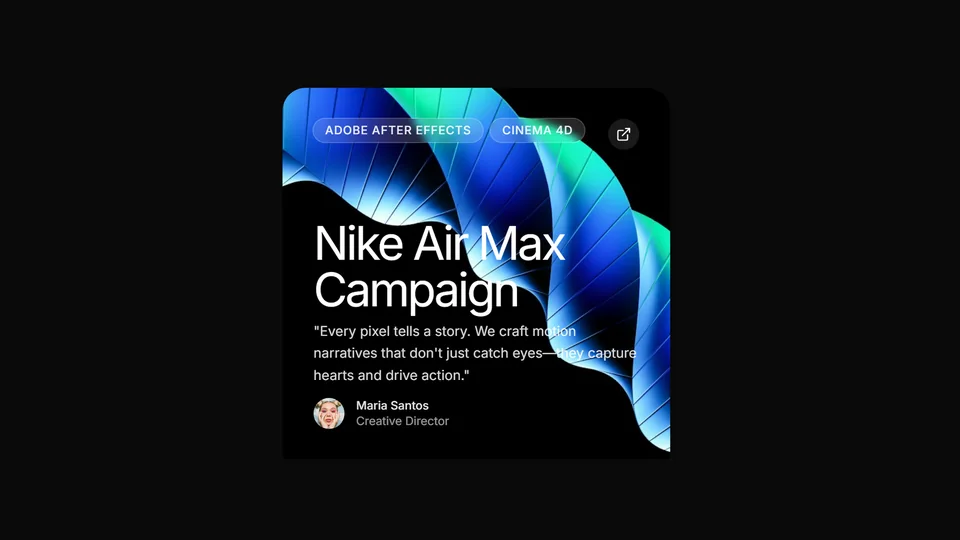 ADOBE AFTER EFFECTS
CINEMA 4D
Nike Air Max
Campaign
"Every pixel tells a story. We craft motion
narratives that don't just catch eyes—they capture
hearts and drive action."
Maria Santos
Creative Director